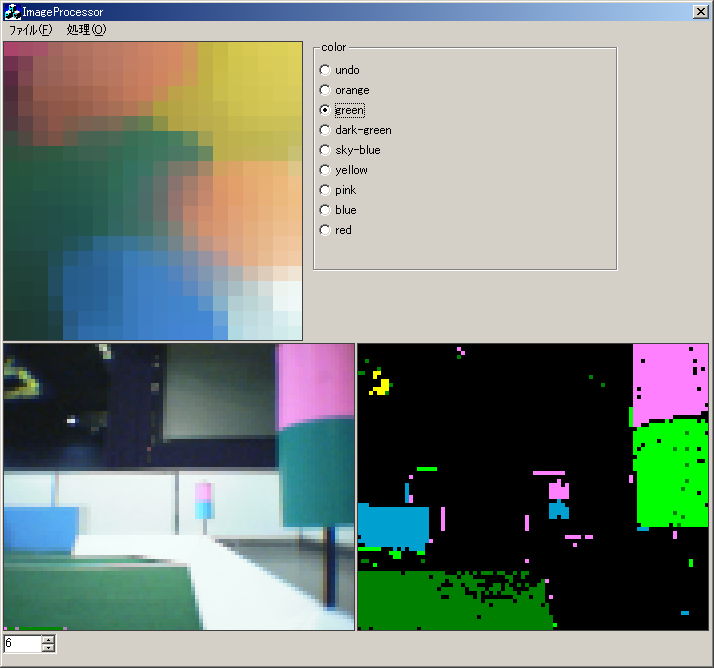 ImageProcessor
ファイル(F) 処理(O)
color
undo
orange
green
dark-green
sky-blue
yellow
pink
blue
red
6